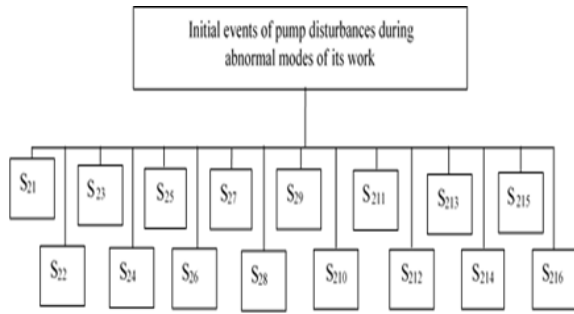 Initial events of pump disturbances during
abnormal modes of its work
S21 S23 S25 S27 S29 S211 S213 S215
S22 S24 S26 S28 S210 S212 S214 S216